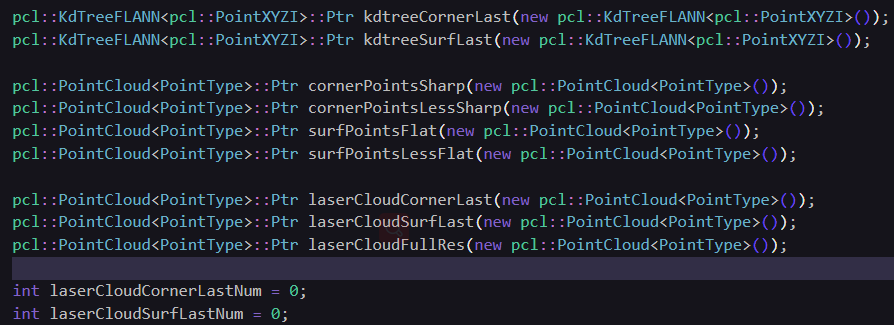 pcl::KdTreeFLANN<pcl::PointXYZI>::Ptr kdtreeCornerLast(new pcl::KdTreeFLANN<pcl::PointXYZI>());
pcl::KdTreeFLANN<pcl::PointXYZI>::Ptr kdtreeSurfLast(new pcl::KdTreeFLANN<pcl::PointXYZI>());
pcl::PointCloud<PointType>::Ptr cornerPointsSharp(new pcl::PointCloud<PointType>());
pcl::PointCloud<PointType>::Ptr cornerPointsLessSharp(new pcl::PointCloud<PointType>());
pcl::PointCloud<PointType>::Ptr surfPointsFlat(new pcl::PointCloud<PointType>());
pcl::PointCloud<PointType>::Ptr surfPointsLessFlat(new pcl::PointCloud<PointType>());
pcl::PointCloud<PointType>::Ptr laserCloudCornerLast(new pcl::PointCloud<PointType>());
pcl::PointCloud<PointType>::Ptr laserCloudSurfLast(new pcl::PointCloud<PointType>());
pcl::PointCloud<PointType>::Ptr laserCloudFullRes(new pcl::PointCloud<PointType>());
int laserCloudCornerLastNum = 0;
int laserCloudSurfLastNum = 0;